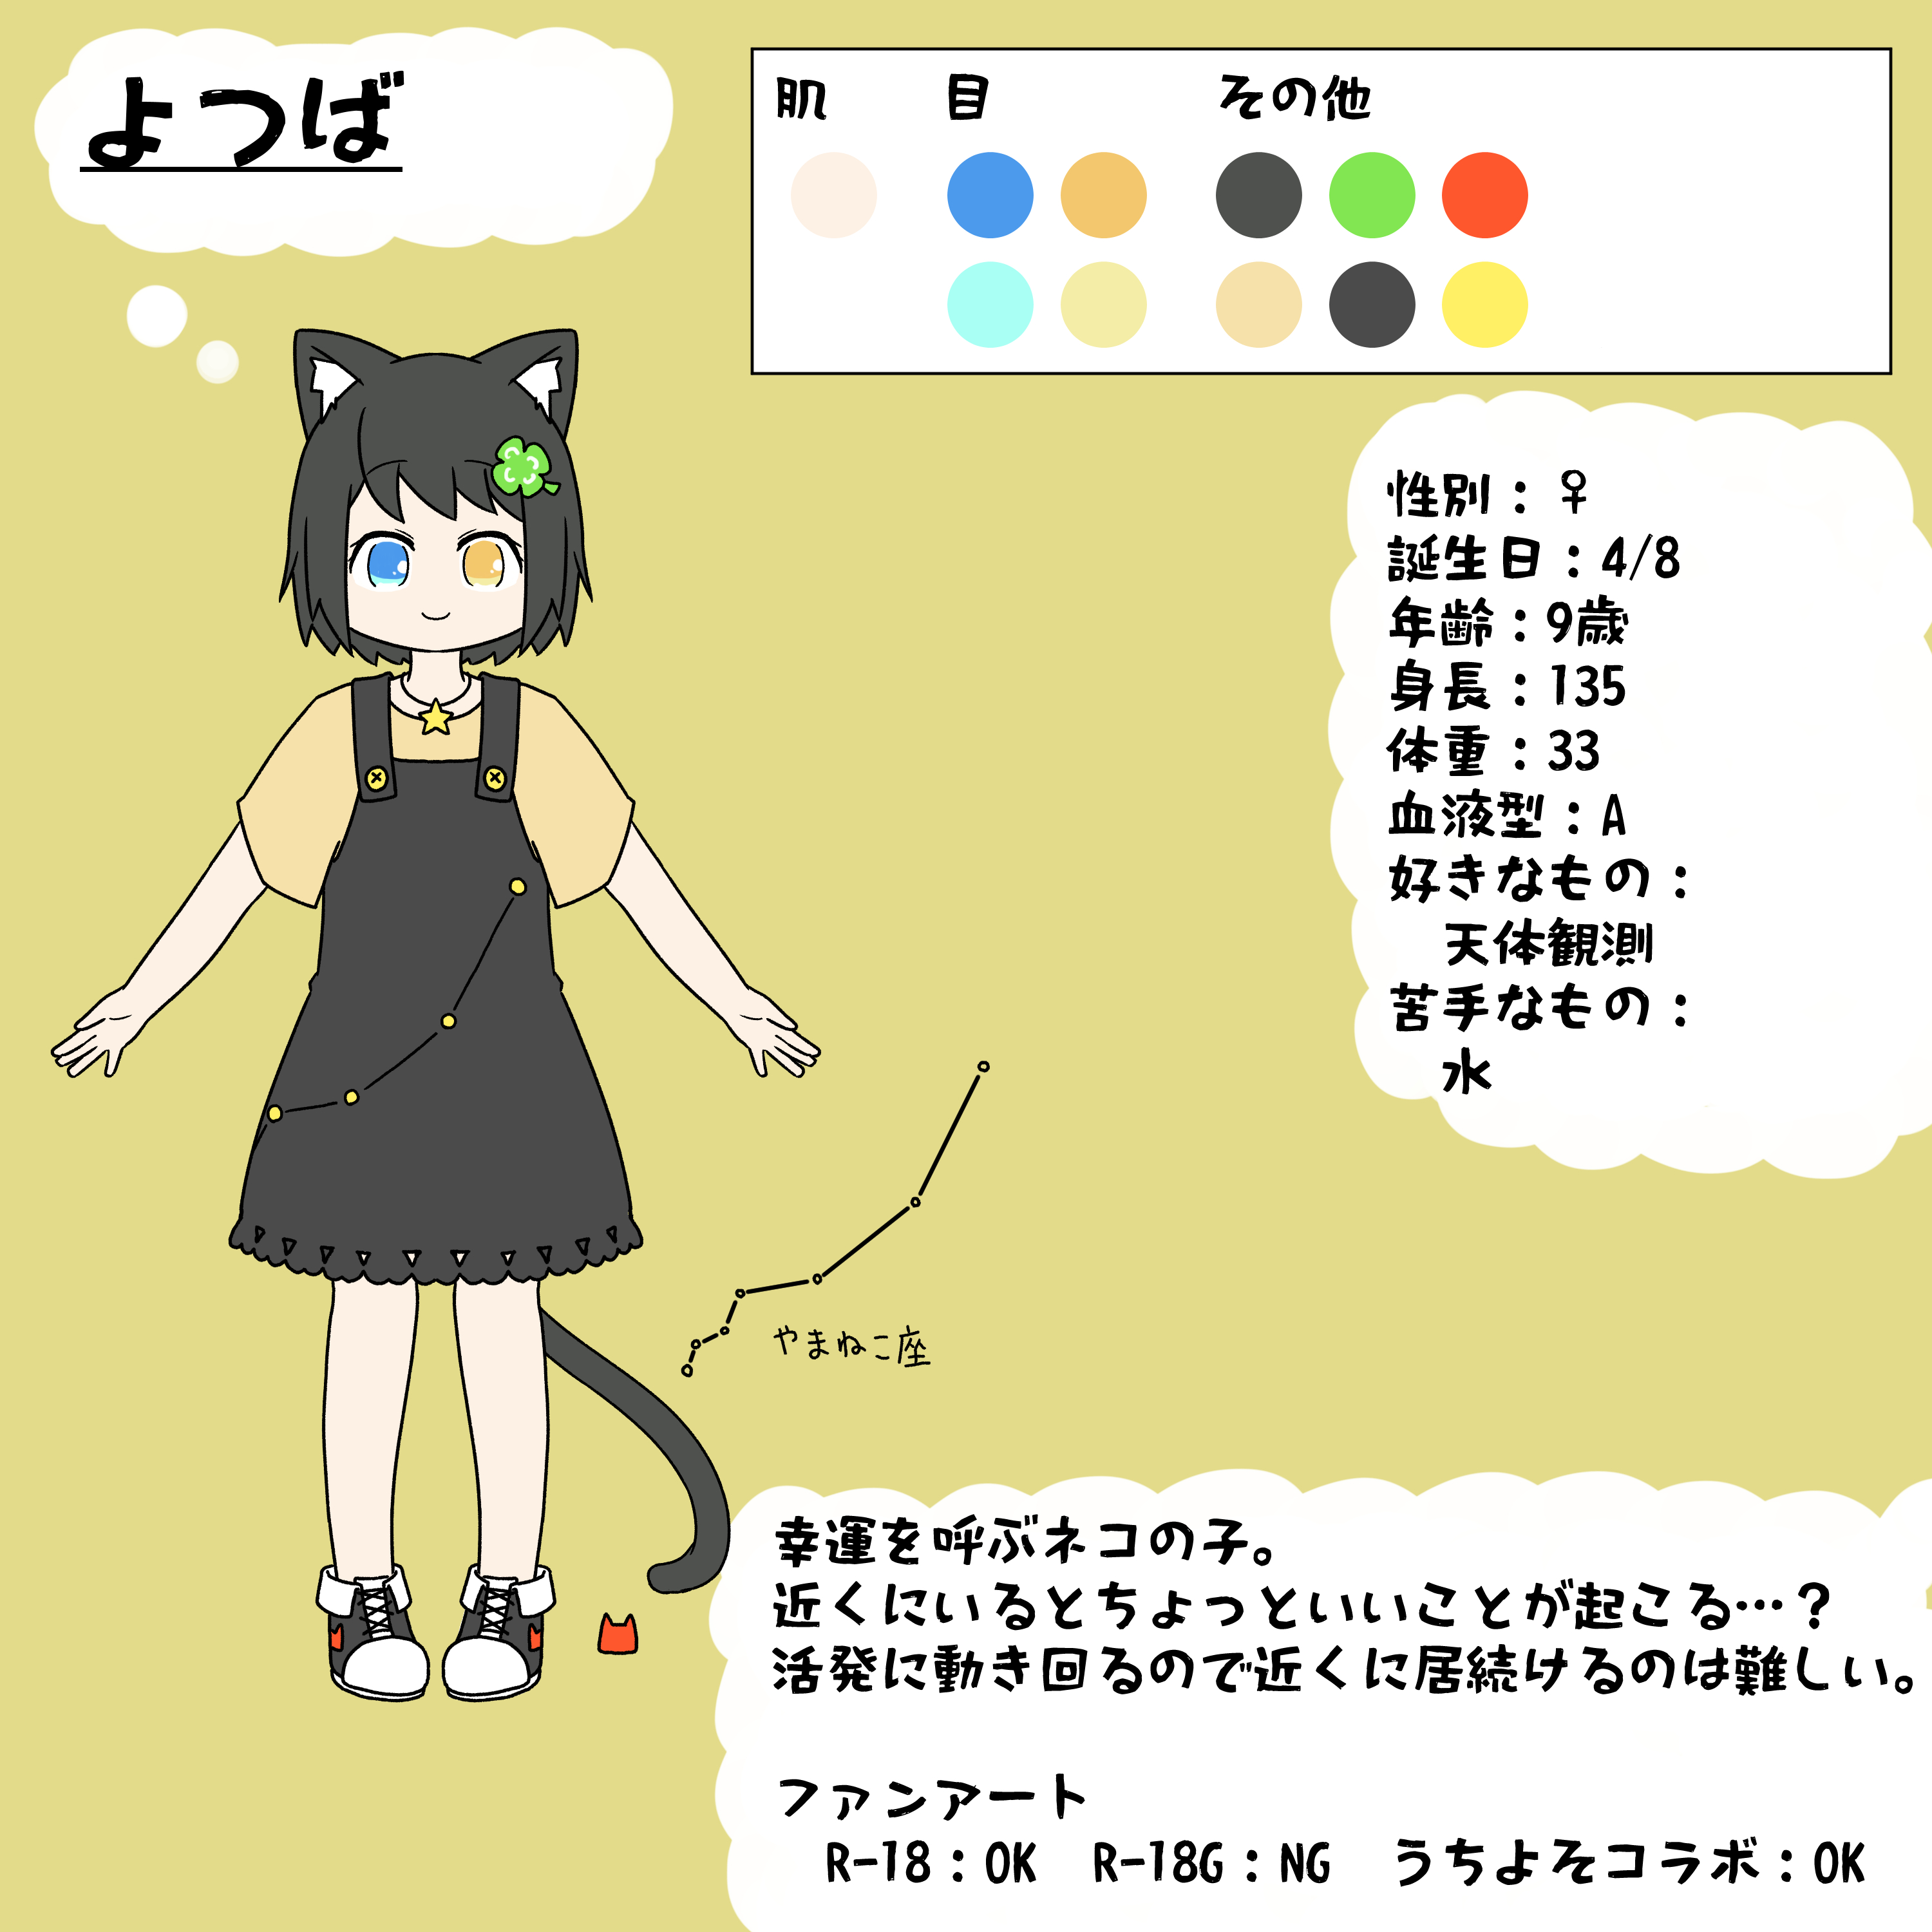 よつば
肌 目 その他
性別：♀
誕生日：4/8
年齢：9歳
身長：135
体重：33
血液型：A
好きなもの：
天体観測
苦手なもの：
水
やまねこ座
幸運を呼ぶネコの子。
近くにいるとちょっといいことが起こる…？
活発に動き回るので近くに居続けるのは難しい。
ファンアート
R-18：OK R-18G：NG うちよそコラボ：OK